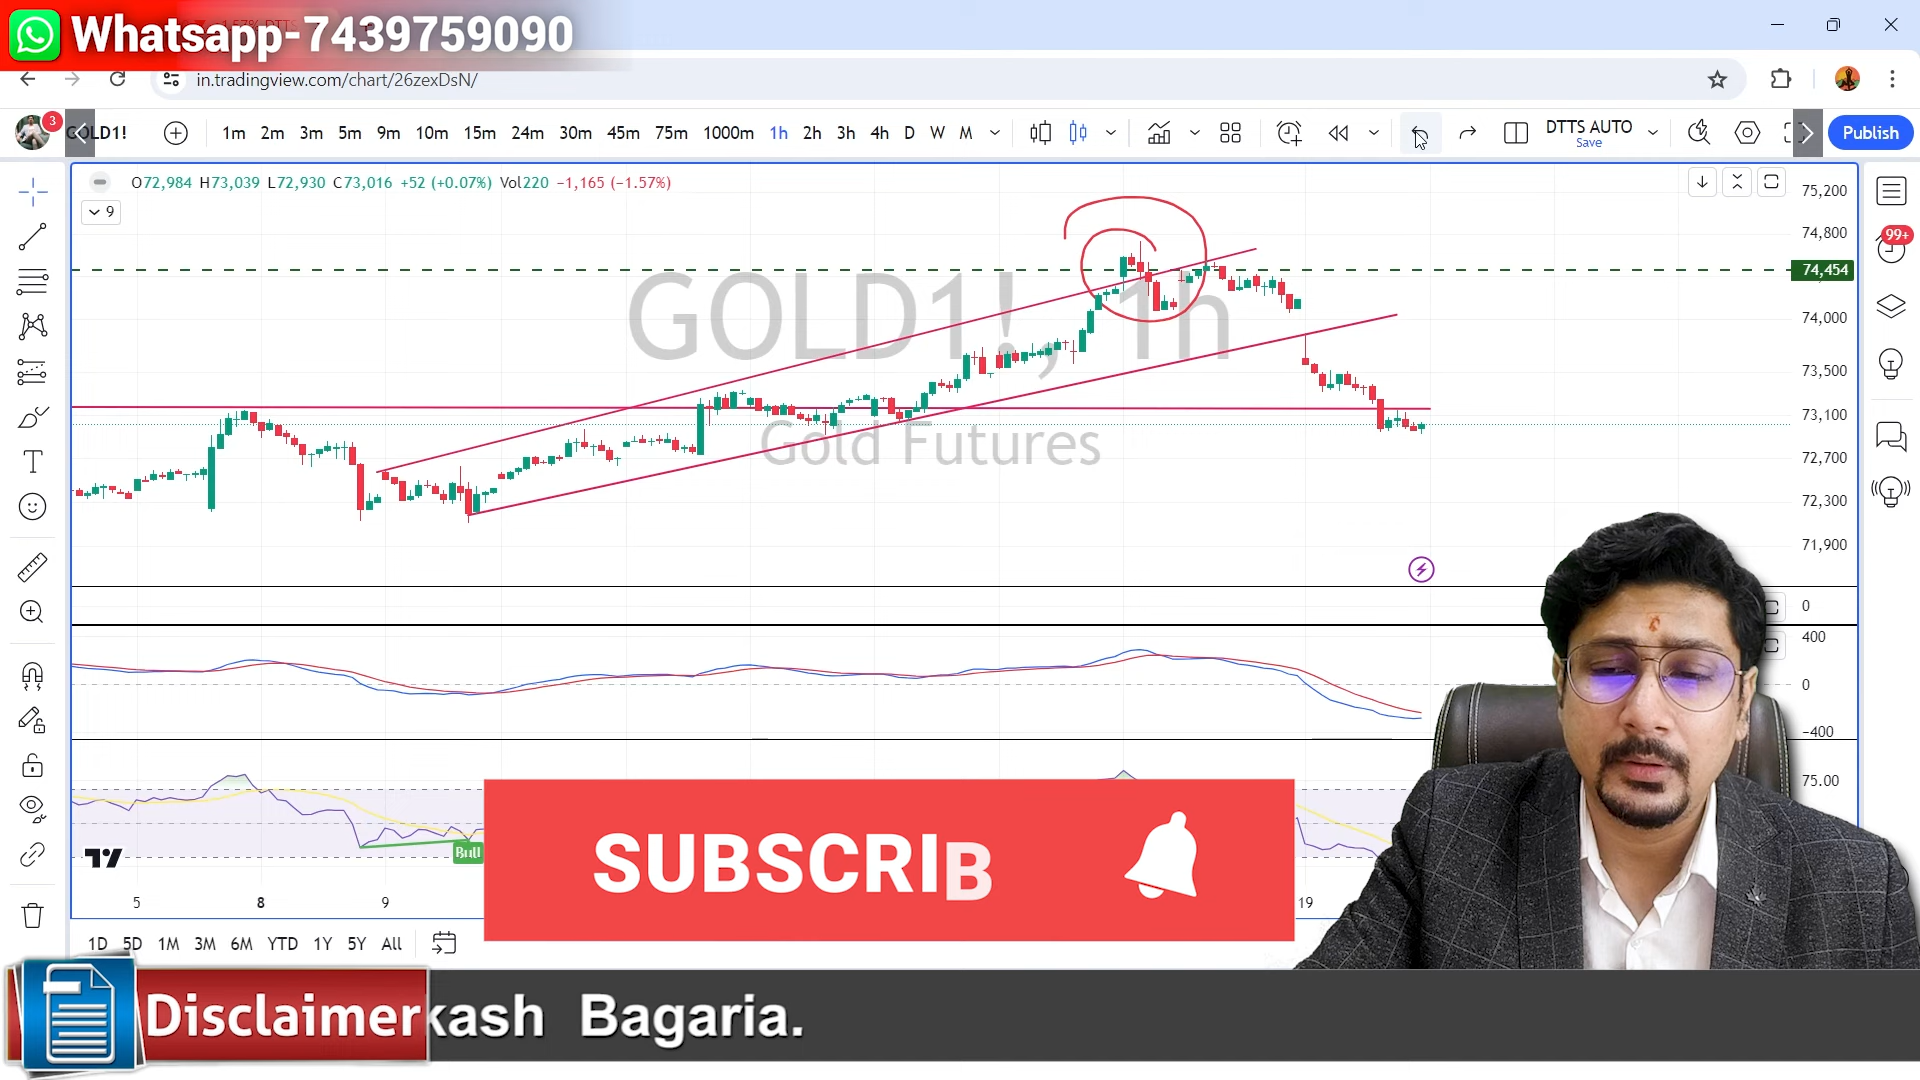 Whatsapp-7439759090
in.tradingview.com/chart/26zexDsN/
3
GOLD1! 1m 2m 3m 5m 9m 10m 15m 24m 30m 45m 75m 1000m 1h 2h 3h 4h D W M DTTS AUTO Save Publish
O72,984 H73,039 L72,930 C73,016 +52 (+0.07%) Vol220 −1,165 (−1.57%)
9
75,200
74,800
99+
74,454
GOLD1!, 1h
74,000
73,500
73,100
Gold Futures
72,700
72,300
71,900
0
400
0
−400
75.00
Bull
SUBSCRIB
5 8 9 19
1D 5D 1M 3M 6M YTD 1Y 5Y All
Disclaimer kash Bagaria.